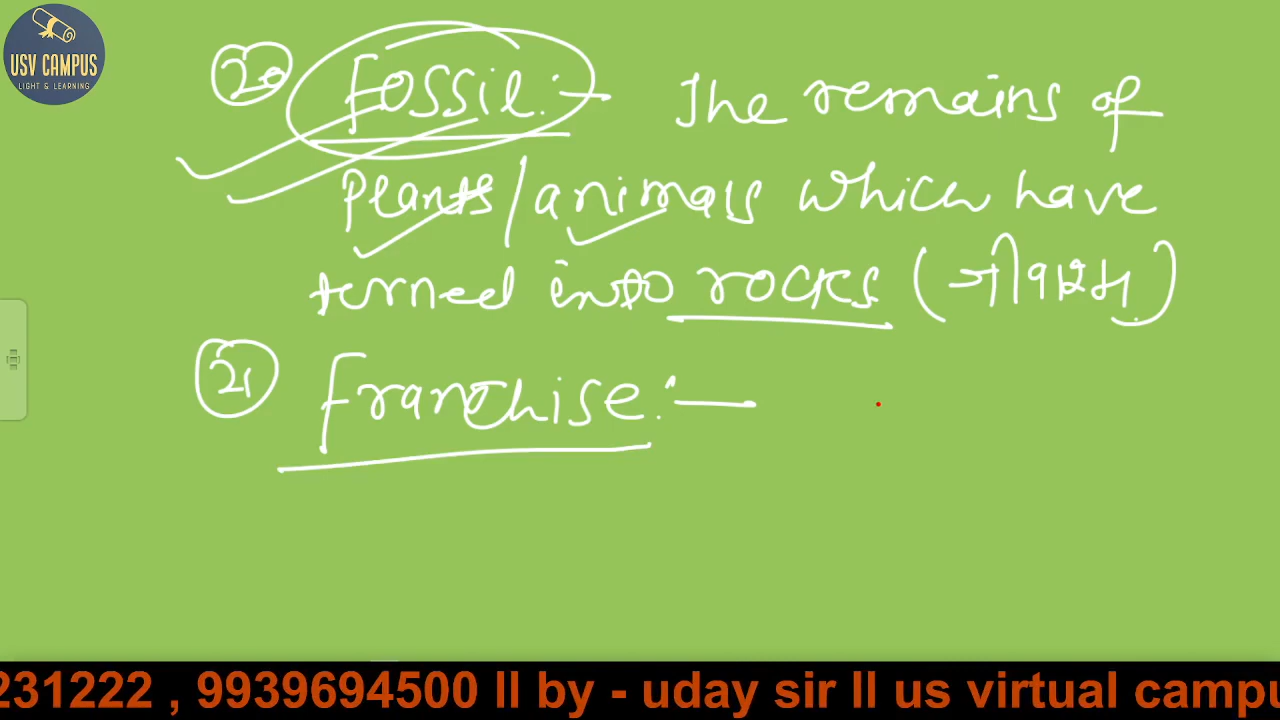 USV CAMPUS
LIGHT & LEARNING
20 Fossil :- The remains of
Plants/animals which have
turned into rocks (जीवाश्म)
21 Franchise :-
231222 , 9939694500 ll by - uday sir ll us virtual campu